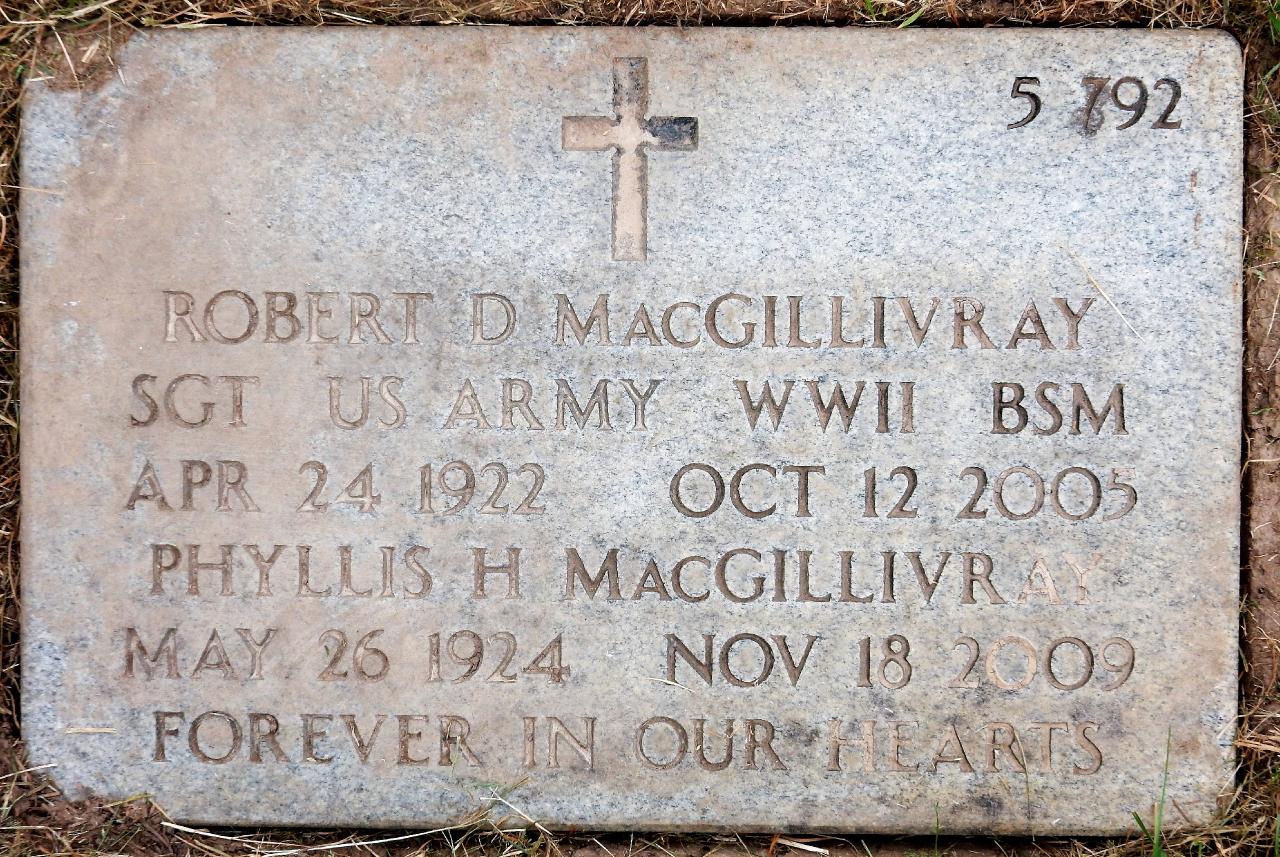 5 792
ROBERT D MACGILLIVRAY
SGT US ARMY WWII BSM
APR 24 1922 OCT 12 2005
PHYLLIS H MACGILLIVRAY
MAY 26 1924 NOV 18 2009
FOREVER IN OUR HEARTS